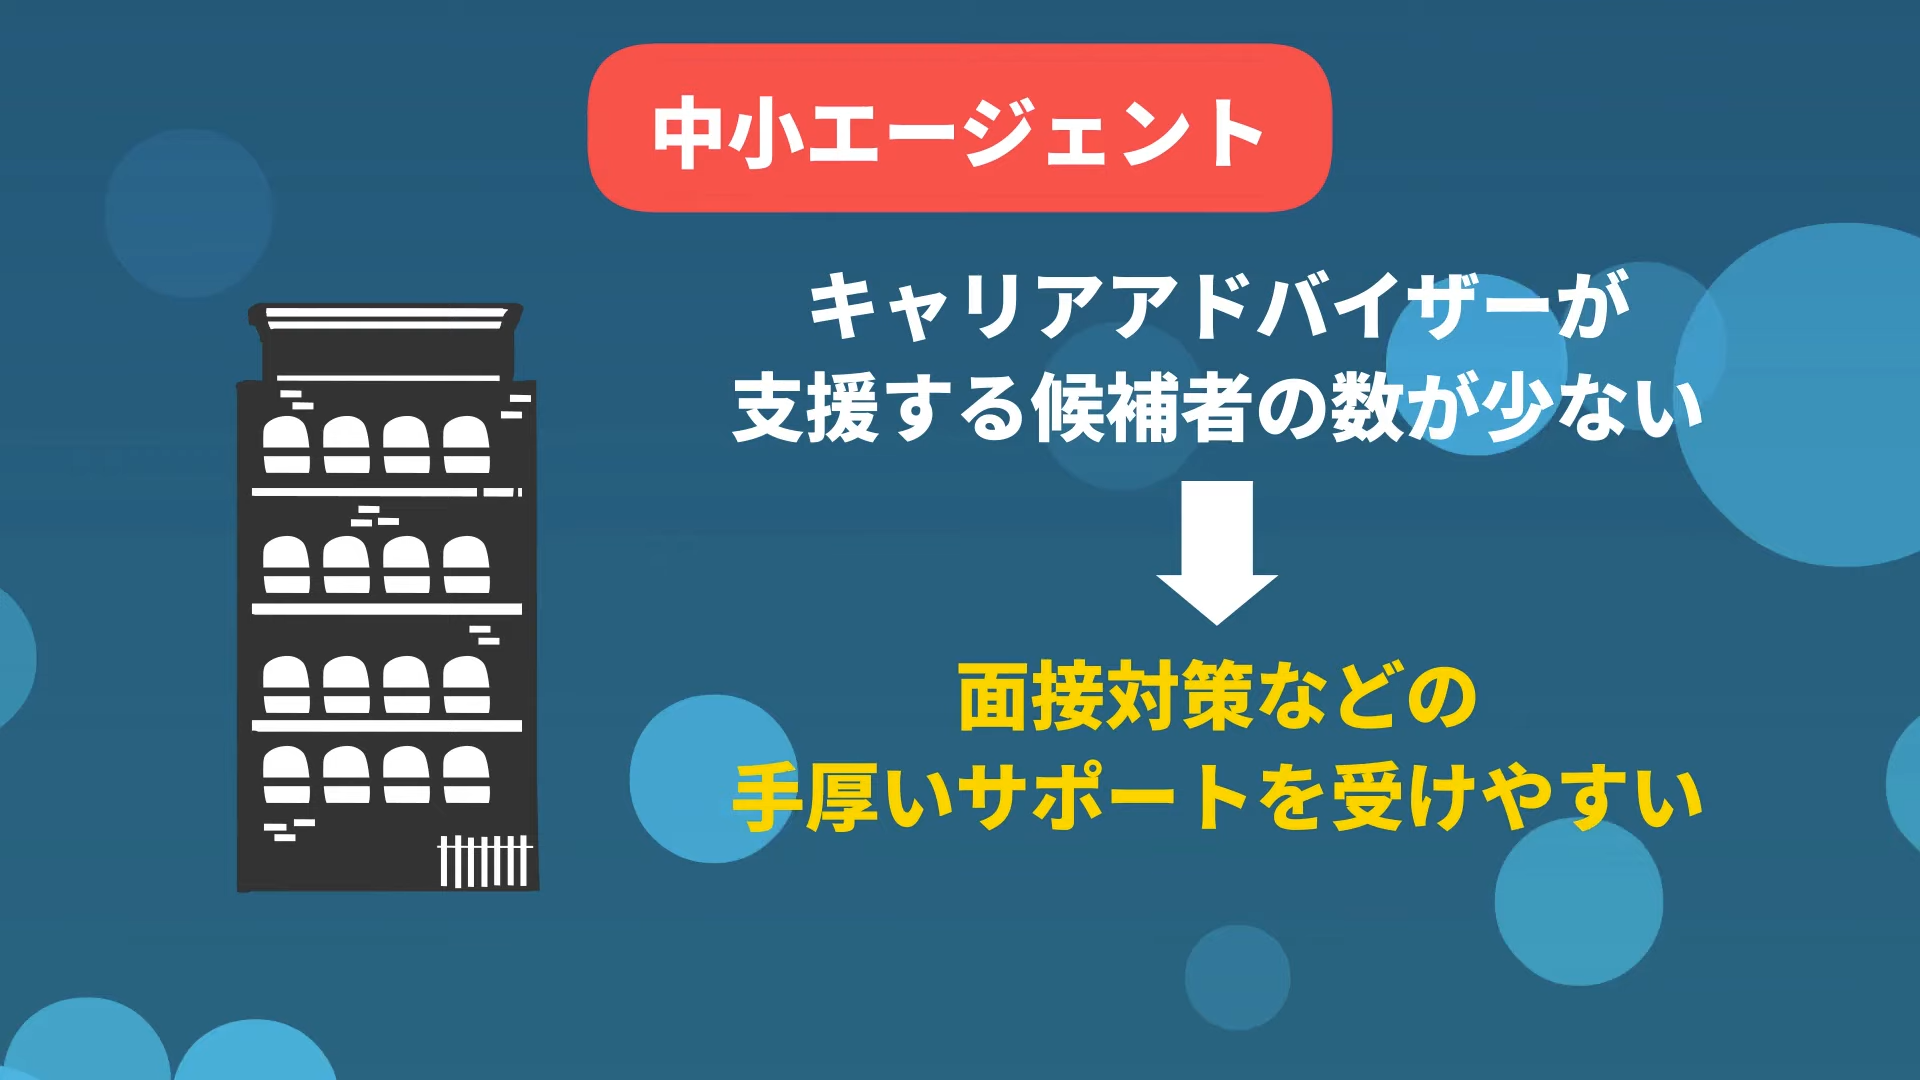 中小エージェント
キャリアアドバイザーが
支援する候補者の数が少ない
面接対策などの
手厚いサポートを受けやすい